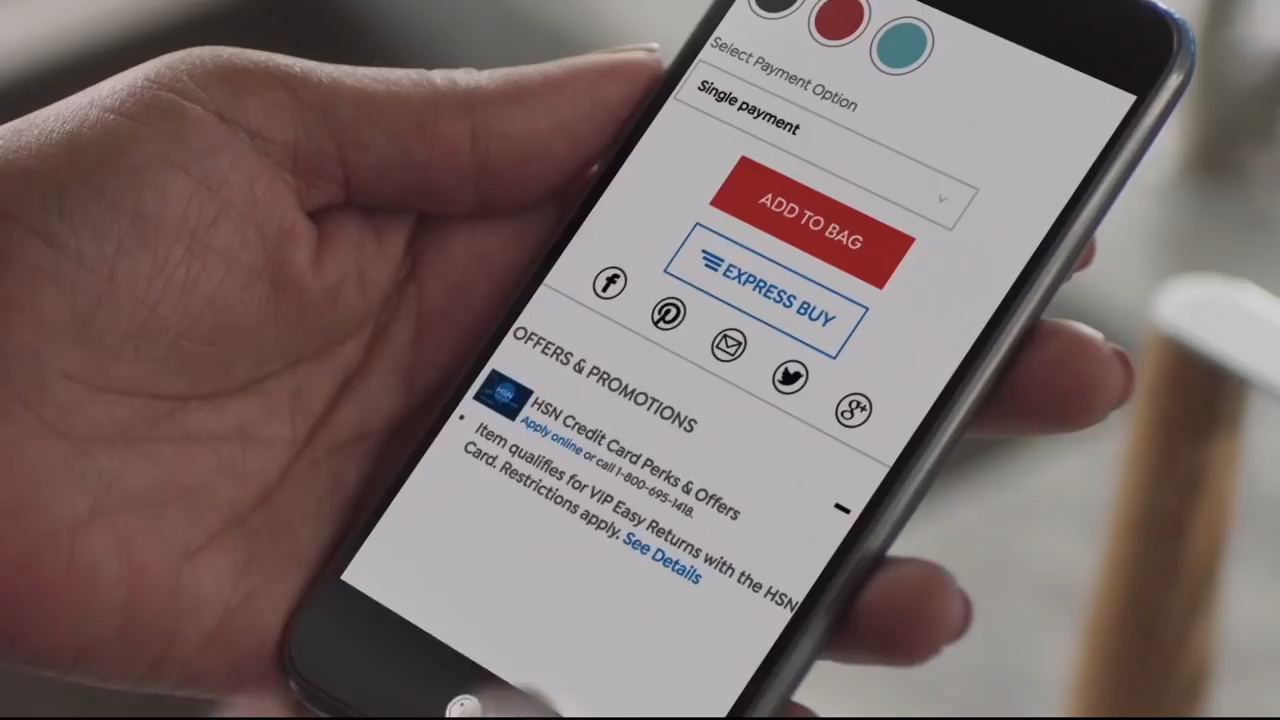 Select Payment Option
Single payment
ADD TO BAG
EXPRESS BUY
OFFERS & PROMOTIONS
HSN
HSN Credit Card Perks & Offers
Apply online or call 1-800-695-1418.
Item qualifies for VIP Easy Returns with the HSN
Card. Restrictions apply. See Details